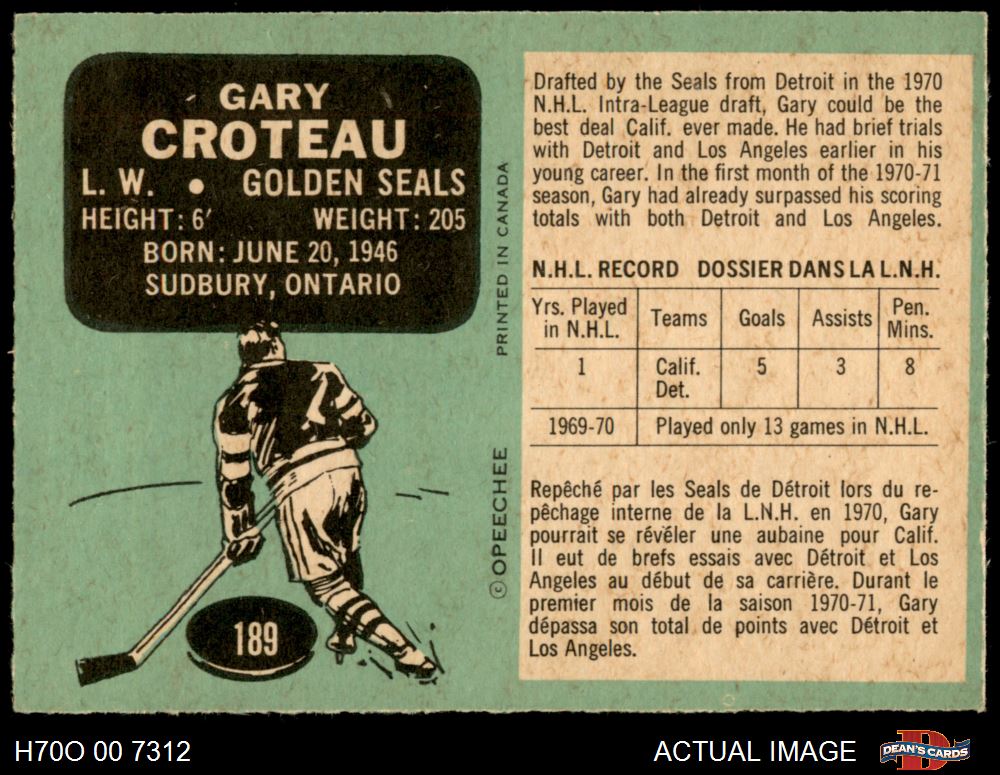 GARY
CROTEAU
L. W. • GOLDEN SEALS
HEIGHT: 6' WEIGHT: 205
BORN: JUNE 20, 1946
SUDBURY, ONTARIO
189
PRINTED IN CANADA
© OPEECHEE
Drafted by the Seals from Detroit in the 1970
N.H.L. Intra-League draft, Gary could be the
best deal Calif. ever made. He had brief trials
with Detroit and Los Angeles earlier in his
young career. In the first month of the 1970-71
season, Gary had already surpassed his scoring
totals with both Detroit and Los Angeles.
N.H.L. RECORD DOSSIER DANS LA L.N.H.
Yrs. Played in N.H.L. Teams Goals Assists Pen. Mins.
1 Calif. Det. 5 3 8
1969-70 Played only 13 games in N.H.L.
Repêché par les Seals de Détroit lors du re-
pêchage interne de la L.N.H. en 1970, Gary
pourrait se révéler une aubaine pour Calif.
Il eut de brefs essais avec Détroit et Los
Angeles au début de sa carrière. Durant le
premier mois de la saison 1970-71, Gary
dépassa son total de points avec Détroit et
Los Angeles.
H70O 00 7312
ACTUAL IMAGE
DEAN'S CARDS